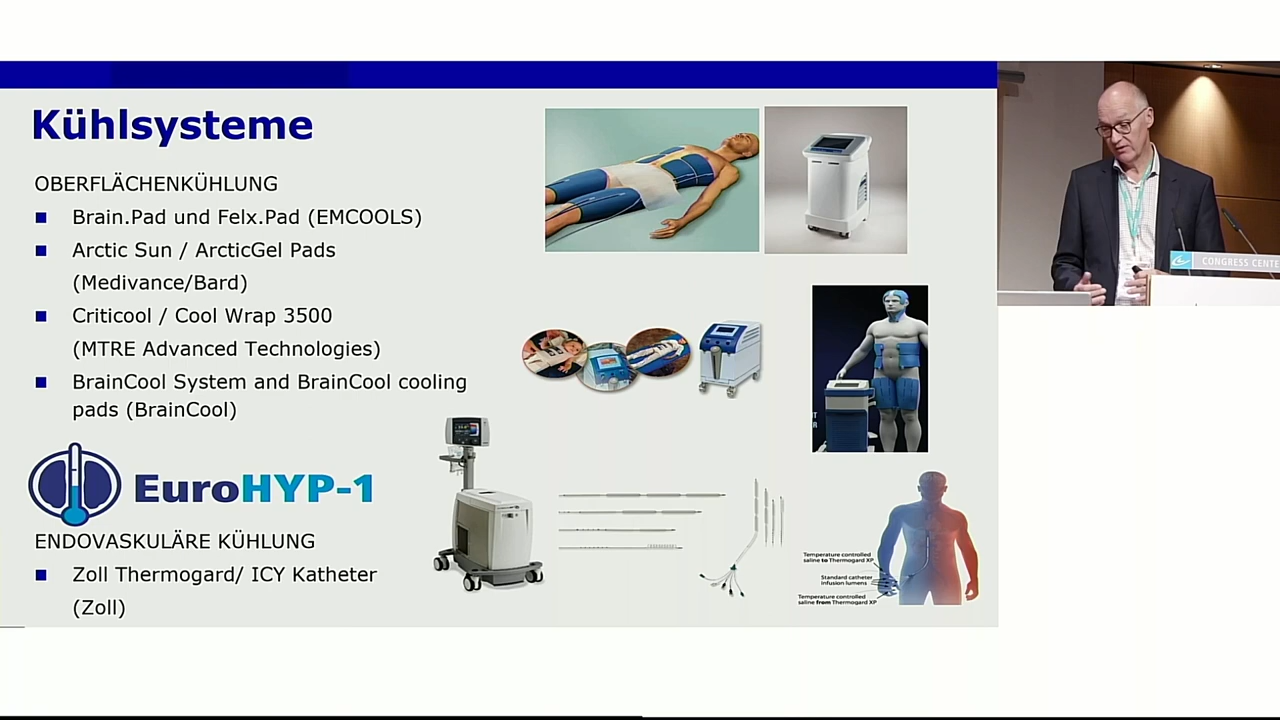 Kühlsysteme
OBERFLÄCHENKÜHLUNG
Brain.Pad und Felx.Pad (EMCOOLS)
Arctic Sun / ArcticGel Pads
(Medivance/Bard)
Criticool / Cool Wrap 3500
(MTRE Advanced Technologies)
BrainCool System and BrainCool cooling
pads (BrainCool)
EuroHYP-1
ENDOVASKULÄRE KÜHLUNG
Zoll Thermogard/ ICY Katheter
(Zoll)
Temperature controlled
saline to Thermogard XP
Standard catheter
infusion lumens
Temperature controlled
saline from Thermogard XP
CONGRESS CENTE